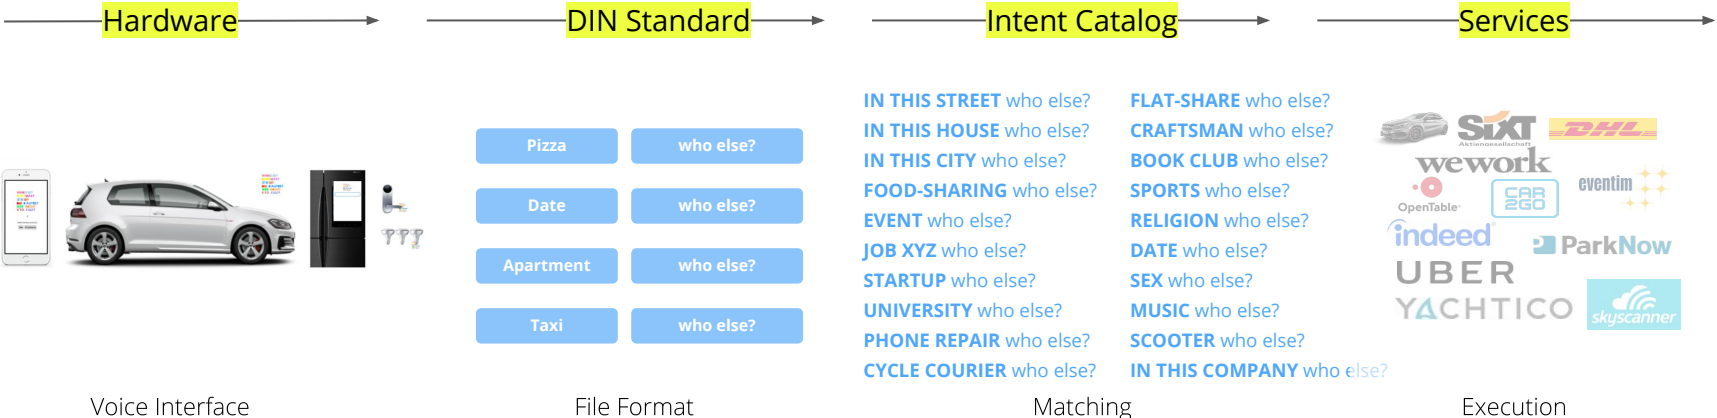 Hardware
DIN Standard
Intent Catalog
Services
Pizza who else?
Date who else?
Apartment who else?
Taxi who else?
IN THIS STREET who else?
IN THIS HOUSE who else?
IN THIS CITY who else?
FOOD-SHARING who else?
EVENT who else?
JOB XYZ who else?
STARTUP who else?
UNIVERSITY who else?
PHONE REPAIR who else?
CYCLE COURIER who else?
FLAT-SHARE who else?
CRAFTSMAN who else?
BOOK CLUB who else?
SPORTS who else?
RELIGION who else?
DATE who else?
SEX who else?
MUSIC who else?
SCOOTER who else?
IN THIS COMPANY who else?
SIXT
Aktiengesellschaft
DHL
wework
OpenTable
CAR
2GO
eventim
indeed
ParkNow
UBER
YACHTICO
skyscanner
Voice Interface
File Format
Matching
Execution